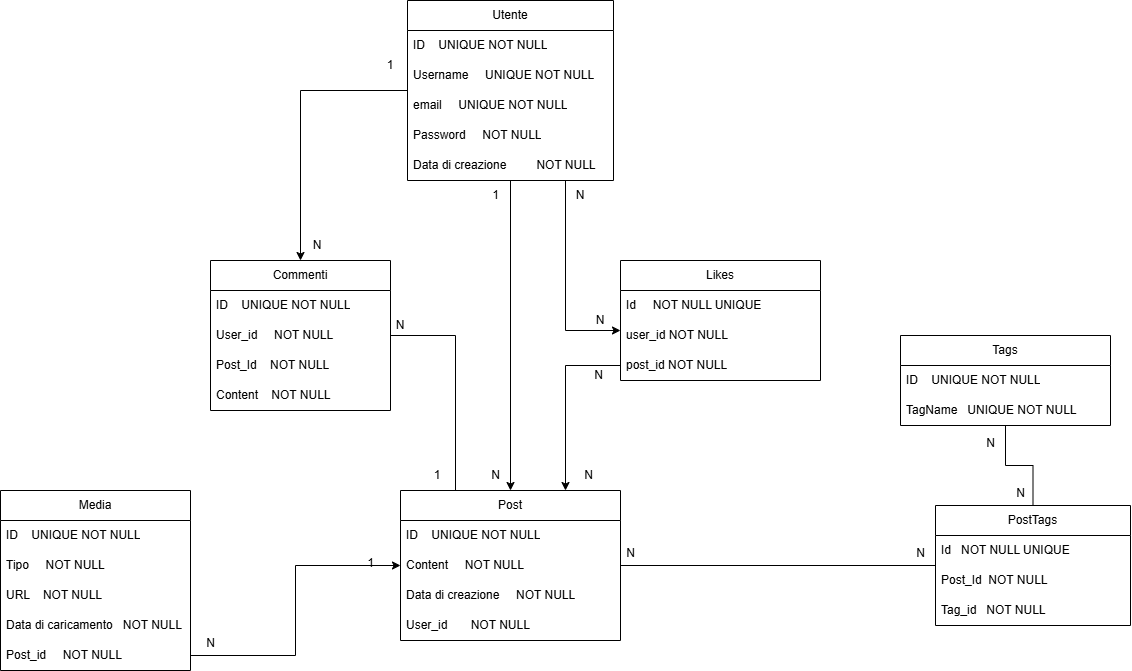 Utente
ID UNIQUE NOT NULL
Username UNIQUE NOT NULL
email UNIQUE NOT NULL
Password NOT NULL
Data di creazione NOT NULL
1
N
1
N
Commenti
ID UNIQUE NOT NULL
User_id NOT NULL
Post_Id NOT NULL
Content NOT NULL
N
1
Likes
Id NOT NULL UNIQUE
user_id NOT NULL
post_id NOT NULL
N
N
N
N
Tags
ID UNIQUE NOT NULL
TagName UNIQUE NOT NULL
N
N
Media
ID UNIQUE NOT NULL
Tipo NOT NULL
URL NOT NULL
Data di caricamento NOT NULL
Post_id NOT NULL
N
1
Post
ID UNIQUE NOT NULL
Content NOT NULL
Data di creazione NOT NULL
User_id NOT NULL
N
N
PostTags
Id NOT NULL UNIQUE
Post_Id NOT NULL
Tag_id NOT NULL